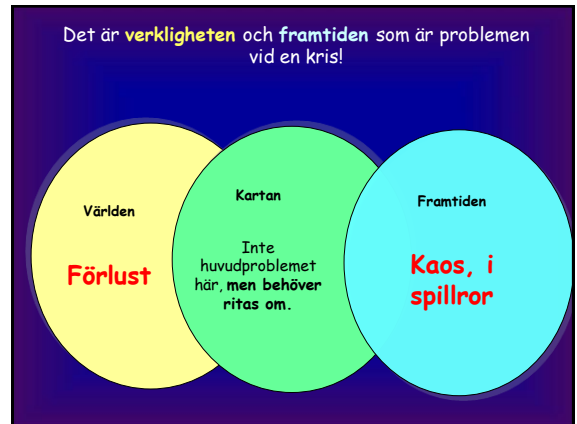 Det är verkligheten och framtiden som är problemen
vid en kris!
Världen
Förlust
Kartan
Inte
huvudproblemet
här, men behöver
ritas om.
Framtiden
Kaos, i
spillror